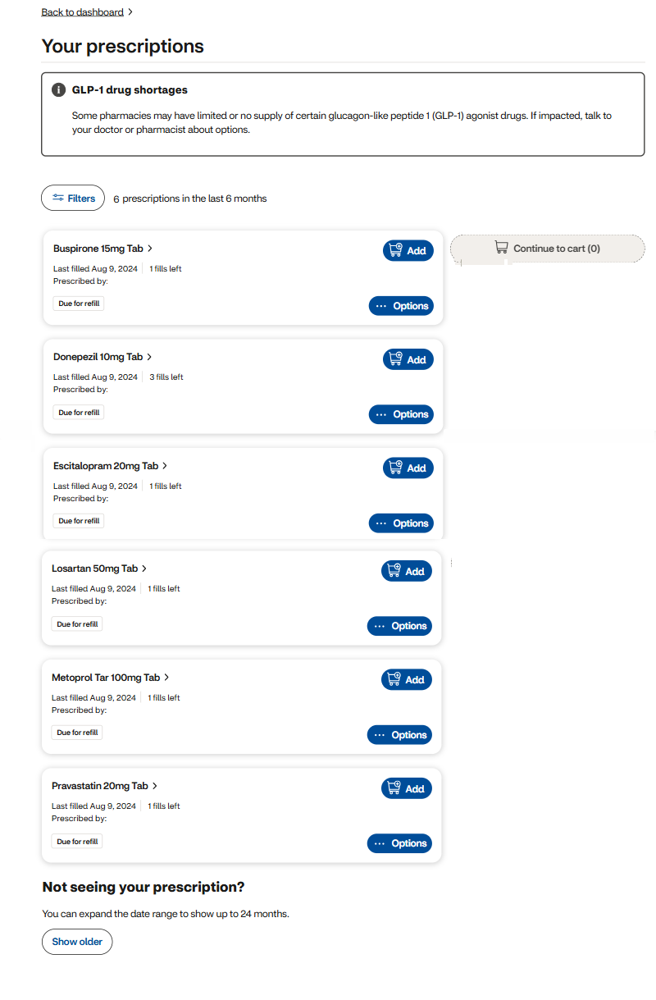 Back to dashboard
Your prescriptions
GLP-1 drug shortages
Some pharmacies may have limited or no supply of certain glucagon-like peptide 1 (GLP-1) agonist drugs. If impacted, talk to
your doctor or pharmacist about options.
Filters 6 prescriptions in the last 6 months
Buspirone 15mg Tab
Add
Continue to cart (0)
Last filled Aug 9, 2024 1 fills left
Prescribed by:
Due for refill
Options
Donepezil 10mg Tab
Add
Last filled Aug 9, 2024 3 fills left
Prescribed by:
Due for refill
Options
Escitalopram 20mg Tab
Add
Last filled Aug 9, 2024 1 fills left
Prescribed by:
Due for refill
Options
Losartan 50mg Tab
Add
Last filled Aug 9, 2024 1 fills left
Prescribed by:
Due for refill
Options
Metoprol Tar 100mg Tab
Add
Last filled Aug 9, 2024 1 fills left
Prescribed by:
Due for refill
Options
Pravastatin 20mg Tab
Add
Last filled Aug 9, 2024 1 fills left
Prescribed by:
Due for refill
Options
Not seeing your prescription?
You can expand the date range to show up to 24 months.
Show older